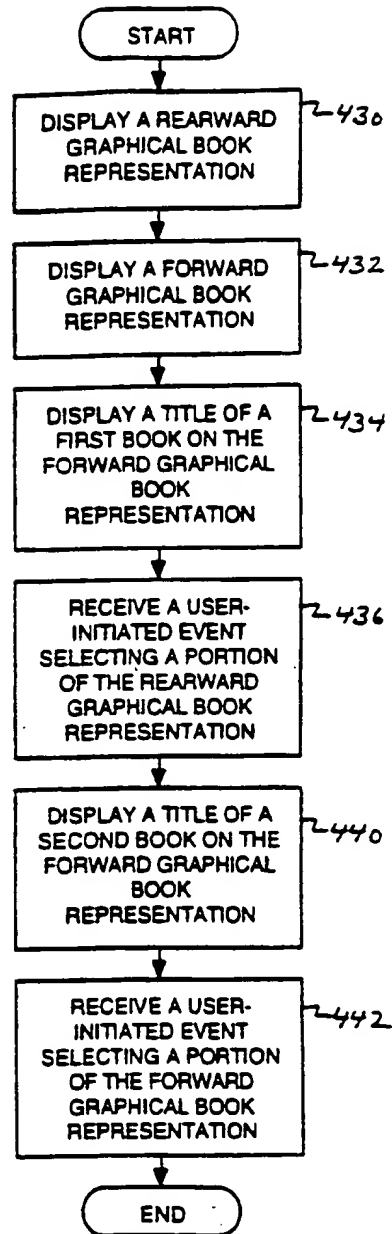 START
DISPLAY A REARWARD
GRAPHICAL BOOK
REPRESENTATION
430
DISPLAY A FORWARD
GRAPHICAL BOOK
REPRESENTATION
432
DISPLAY A TITLE OF A
FIRST BOOK ON THE
FORWARD GRAPHICAL
BOOK
REPRESENTATION
434
RECEIVE A USER-
INITIATED EVENT
SELECTING A PORTION
OF THE REARWARD
GRAPHICAL BOOK
REPRESENTATION
436
DISPLAY A TITLE OF A
SECOND BOOK ON THE
FORWARD GRAPHICAL
BOOK
REPRESENTATION
440
RECEIVE A USER-
INITIATED EVENT
SELECTING A PORTION
OF THE FORWARD
GRAPHICAL BOOK
REPRESENTATION
442
END